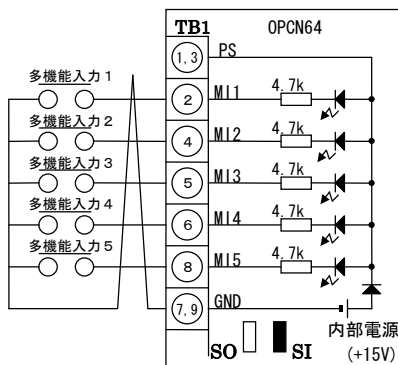 TB1 OPCN64
1, 3 PS
多機能入力1
2 MI1 4.7k
多機能入力2
4 MI2 4.7k
多機能入力3
5 MI3 4.7k
多機能入力4
6 MI4 4.7k
多機能入力5
8 MI5 4.7k
7, 9 GND
内部電源
(+15V)
SO SI